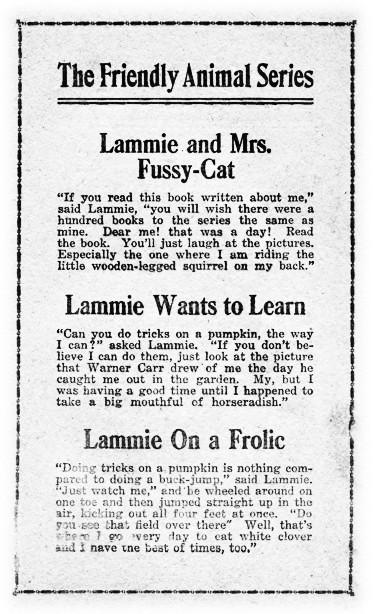 The Friendly Animal Series
Lammie and Mrs.
Fussy-Cat
"If you read this book written about me,"
said Lammie, "you will wish there were a
hundred books to the series the same as
mine. Dear me! that was a day! Read
the book. You'll just laugh at the pictures.
Especially the one where I am riding the
little wooden-legged squirrel on my back."
Lammie Wants to Learn
"Can you do tricks on a pumpkin, the way
I can?" asked Lammie. "If you don't be-
lieve I can do them, just look at the picture
that Warner Carr drew of me the day he
caught me out in the garden. My, but I
was having a good time until I happened to
take a big mouthful of horseradish."
Lammie On a Frolic
"Doing tricks on a pumpkin is nothing com-
pared to doing a buck-jump," said Lammie.
"Just watch me," and he wheeled around on
one toe and then jumped straight up in the
air, kicking out all four feet at once. "Do
you see that field over there" Well, that's
where I go every day to eat white clover
and I have the best of times, too."